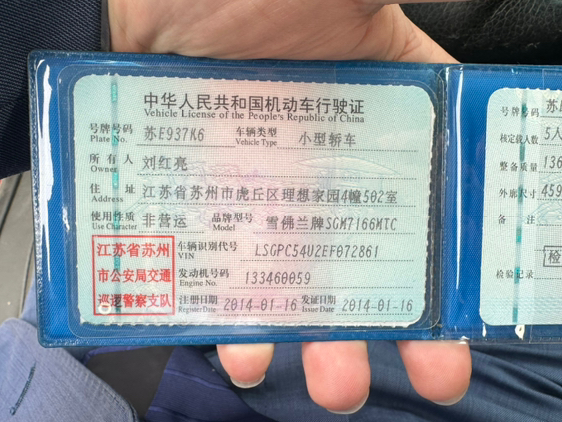 中华人民共和国机动车行驶证
Vehicle License of the People's Republic of China
号牌号码 苏E937K6 车辆类型 小型轿车
Plate No. Vehicle Type
所有人 刘红亮
Owner
住址 江苏省苏州市虎丘区理想家园4幢502室
Address
使用性质 非营运 品牌型号 雪佛兰牌SGM7166MTC
Use Character Model
江苏省苏州
市公安局交通
巡逻警察支队
车辆识别代号 LSGPC54U2EF072861
VIN
发动机号码 133460059
Engine No.
注册日期 2014-01-16 发证日期 2014-01-16
Register Date Issue Date
号牌号码
核定载人数 5人
整备质量 136
外廓尺寸 459
备注
检验记录